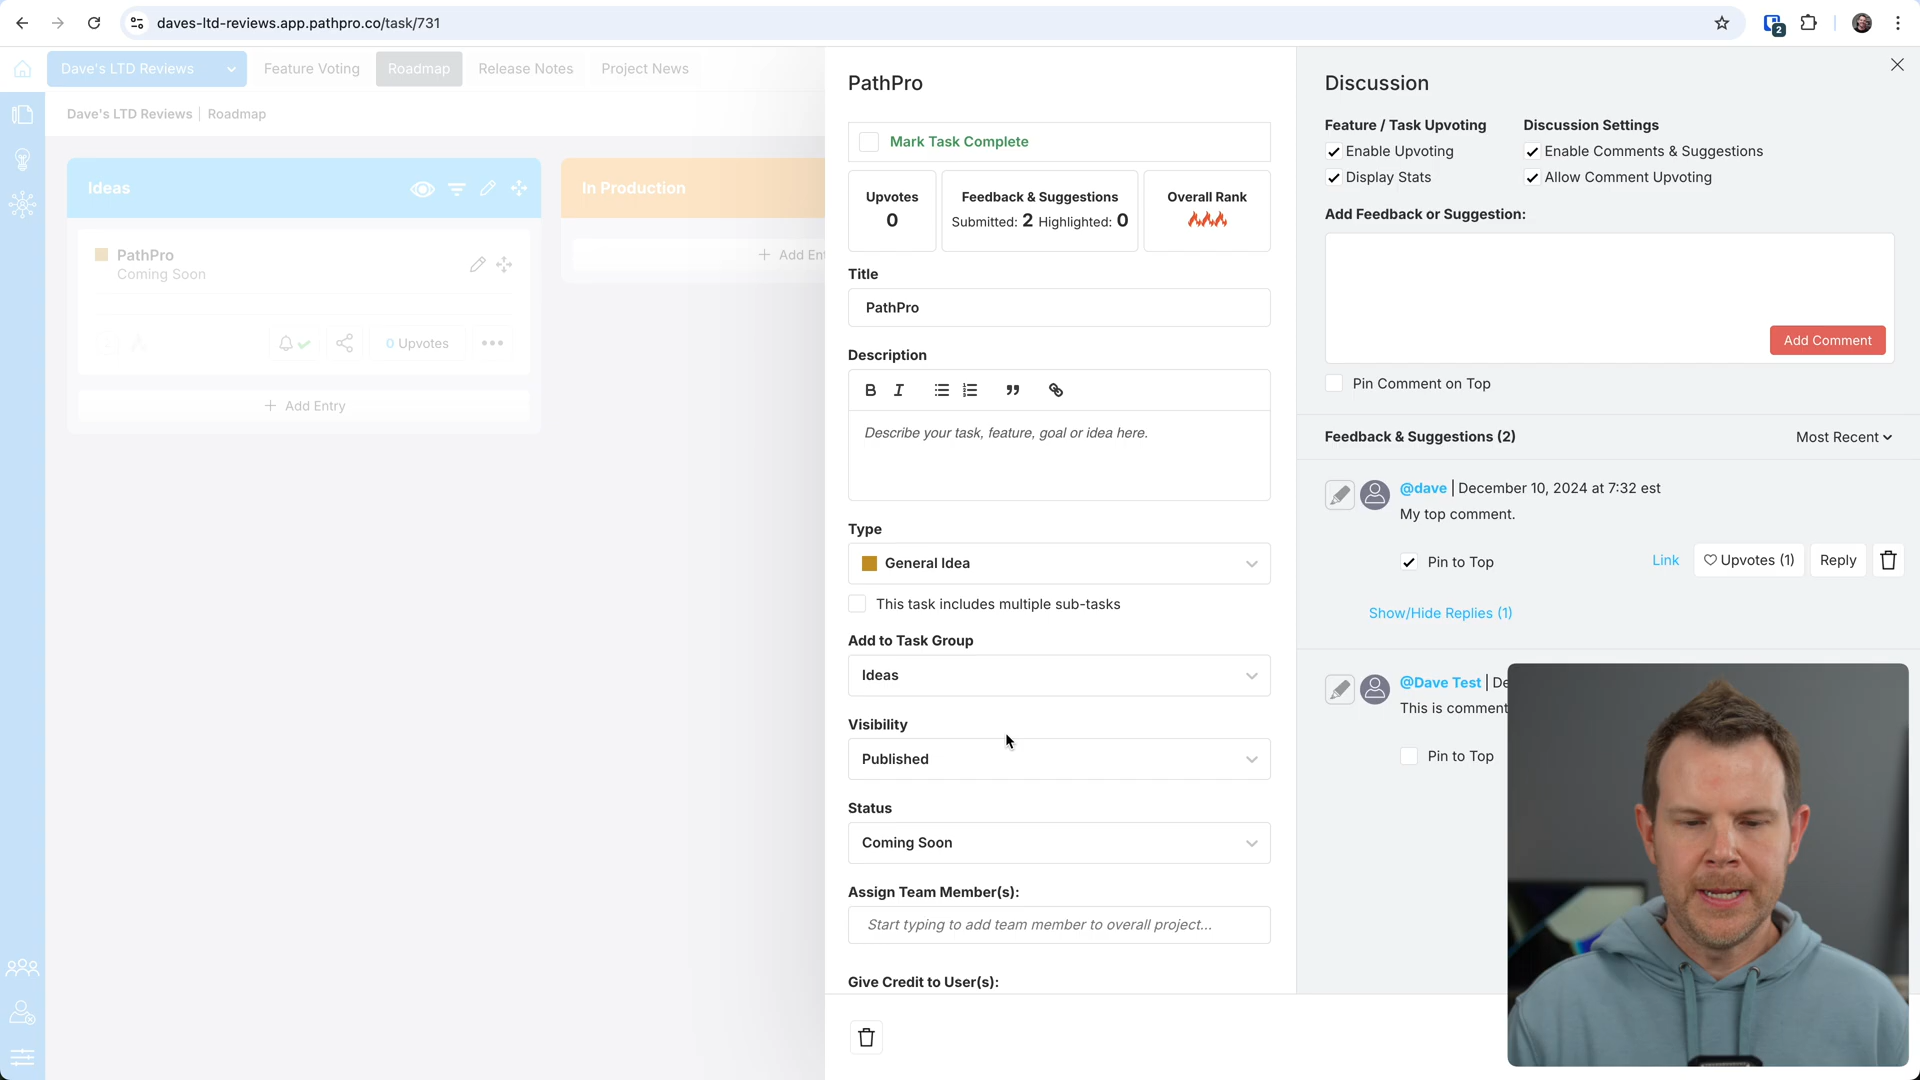 daves-ltd-reviews.app.pathpro.co/task/731
2
Dave's LTD Reviews
Feature Voting
Roadmap
Release Notes
Project News
Dave's LTD Reviews | Roadmap
Ideas
PathPro
Coming Soon
0 Upvotes
+ Add Entry
In Production
+ Add Ent
PathPro
Mark Task Complete
Upvotes
0
Feedback & Suggestions
Submitted: 2 Highlighted: 0
Overall Rank
Title
PathPro
Description
Describe your task, feature, goal or idea here.
Type
General Idea
This task includes multiple sub-tasks
Add to Task Group
Ideas
Visibility
Published
Status
Coming Soon
Assign Team Member(s):
Start typing to add team member to overall project...
Give Credit to User(s):
Discussion
Feature / Task Upvoting
Enable Upvoting
Display Stats
Discussion Settings
Enable Comments & Suggestions
Allow Comment Upvoting
Add Feedback or Suggestion:
Add Comment
Pin Comment on Top
Feedback & Suggestions (2)
Most Recent
@dave | December 10, 2024 at 7:32 est
My top comment.
Pin to Top
Link
Upvotes (1)
Reply
Show/Hide Replies (1)
@Dave Test | De
This is comment
Pin to Top